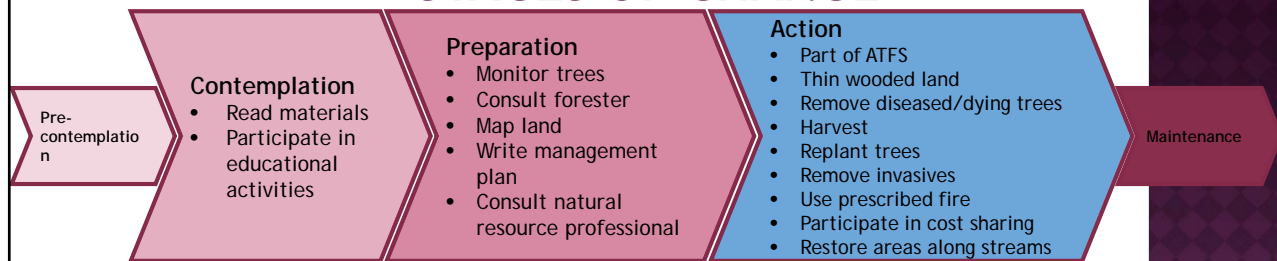 Pre-
contemplatio
n
Contemplation
• Read materials
• Participate in
educational
activities
Preparation
• Monitor trees
• Consult forester
• Map land
• Write management
plan
• Consult natural
resource professional
Action
• Part of ATFS
• Thin wooded land
• Remove diseased/dying trees
• Harvest
• Replant trees
• Remove invasives
• Use prescribed fire
• Participate in cost sharing
• Restore areas along streams
Maintenance